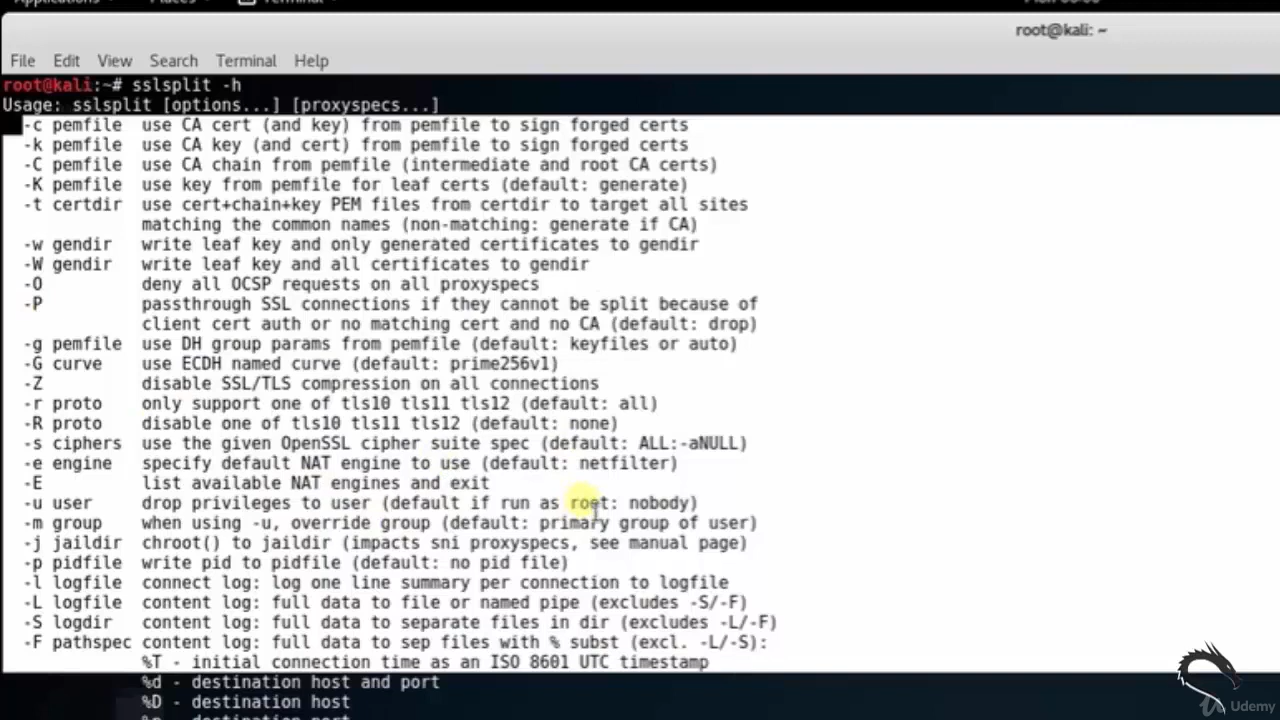 Applications Places Terminal Mon
root@kali: ~
File Edit View Search Terminal Help
root@kali:~# sslsplit -h
Usage: sslsplit [options...] [proxyspecs...]
-c pemfile use CA cert (and key) from pemfile to sign forged certs
-k pemfile use CA key (and cert) from pemfile to sign forged certs
-C pemfile use CA chain from pemfile (intermediate and root CA certs)
-K pemfile use key from pemfile for leaf certs (default: generate)
-t certdir use cert+chain+key PEM files from certdir to target all sites
matching the common names (non-matching: generate if CA)
-w gendir write leaf key and only generated certificates to gendir
-W gendir write leaf key and all certificates to gendir
-O deny all OCSP requests on all proxyspecs
-P passthrough SSL connections if they cannot be split because of
client cert auth or no matching cert and no CA (default: drop)
-g pemfile use DH group params from pemfile (default: keyfiles or auto)
-G curve use ECDH named curve (default: prime256v1)
-Z disable SSL/TLS compression on all connections
-r proto only support one of tls10 tls11 tls12 (default: all)
-R proto disable one of tls10 tls11 tls12 (default: none)
-s ciphers use the given OpenSSL cipher suite spec (default: ALL:-aNULL)
-e engine specify default NAT engine to use (default: netfilter)
-E list available NAT engines and exit
-u user drop privileges to user (default if run as root: nobody)
-m group when using -u, override group (default: primary group of user)
-j jaildir chroot() to jaildir (impacts sni proxyspecs, see manual page)
-p pidfile write pid to pidfile (default: no pid file)
-l logfile connect log: log one line summary per connection to logfile
-L logfile content log: full data to file or named pipe (excludes -S/-F)
-S logdir content log: full data to separate files in dir (excludes -L/-F)
-F pathspec content log: full data to sep files with % subst (excl. -L/-S):
%T - initial connection time as an ISO 8601 UTC timestamp
%d - destination host and port
%D - destination host
%p - destination port
Udemy